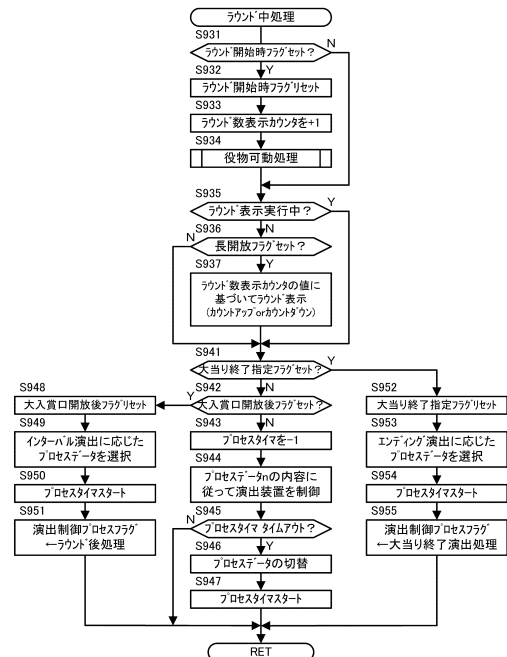 ラウンド中処理
S931
ラウンド開始時フラグセット？
N
Y
S932
ラウンド開始時フラグリセット
S933
ラウンド数表示カウンタを+1
S934
役物可動処理
S935
ラウンド表示実行中？
Y
N
S936
長開放フラグセット？
N
Y
S937
ラウンド数表示カウンタの値に
基づいてラウンド表示
(カウントアップorカウントダウン)
S941
大当り終了指定フラグセット？
Y
N
S942
大入賞口開放後フラグセット？
Y
N
S943
プロセスタイマを-1
S944
プロセスデータnの内容に
従って演出装置を制御
S945
プロセスタイマ タイムアウト？
N
Y
S946
プロセスデータの切替
S947
プロセスタイマスタート
S948
大入賞口開放後フラグリセット
S949
インターバル演出に応じた
プロセスデータを選択
S950
プロセスタイマスタート
S951
演出制御プロセスフラグ
←ラウンド後処理
S952
大当り終了指定フラグリセット
S953
エンディング演出に応じた
プロセスデータを選択
S954
プロセスタイマスタート
S955
演出制御プロセスフラグ
←大当り終了演出処理
RET